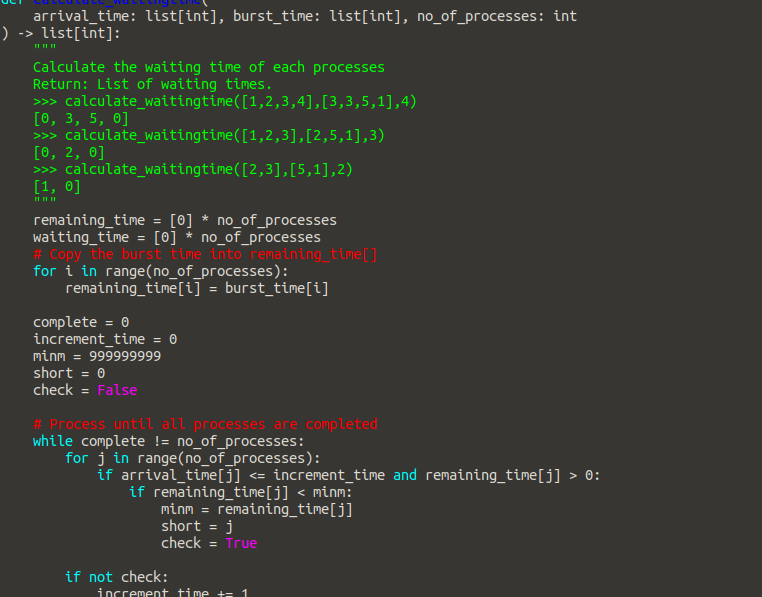 def calculate_waitingtime(
    arrival_time: list[int], burst_time: list[int], no_of_processes: int
) -> list[int]:
    """
    Calculate the waiting time of each processes
    Return: List of waiting times.
    >>> calculate_waitingtime([1,2,3,4],[3,3,5,1],4)
    [0, 3, 5, 0]
    >>> calculate_waitingtime([1,2,3],[2,5,1],3)
    [0, 2, 0]
    >>> calculate_waitingtime([2,3],[5,1],2)
    [1, 0]
    """
    remaining_time = [0] * no_of_processes
    waiting_time = [0] * no_of_processes
    # Copy the burst time into remaining_time[]
    for i in range(no_of_processes):
        remaining_time[i] = burst_time[i]

    complete = 0
    increment_time = 0
    minm = 999999999
    short = 0
    check = False

    # Process until all processes are completed
    while complete != no_of_processes:
        for j in range(no_of_processes):
            if arrival_time[j] <= increment_time and remaining_time[j] > 0:
                if remaining_time[j] < minm:
                    minm = remaining_time[j]
                    short = j
                    check = True

        if not check:
            increment_time += 1